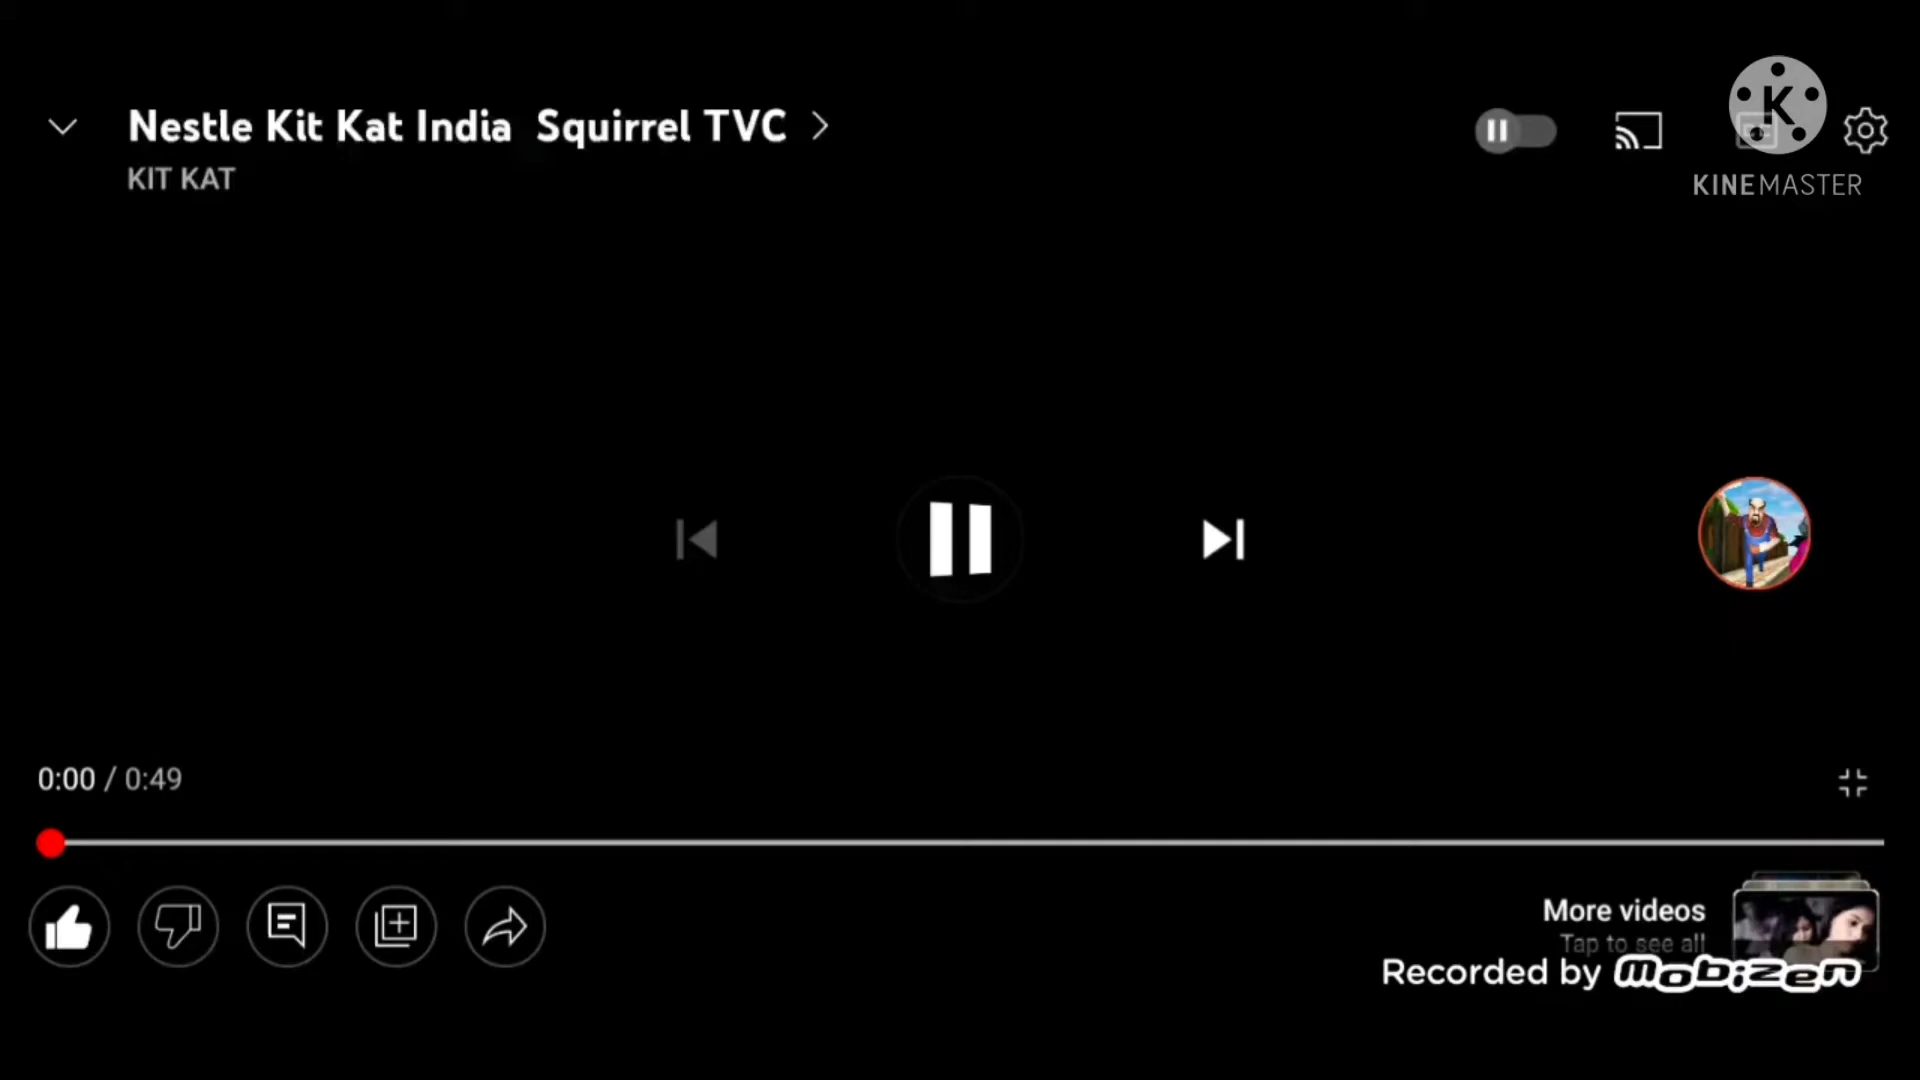 Nestle Kit Kat India  Squirrel TVC
KIT KAT
K
KINEMASTER
0:00 / 0:49
More videos
Tap to see all
Recorded by mobizen